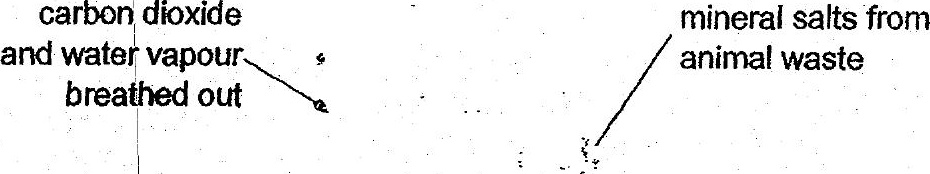 carbon dioxide
and water vapour
breathed out
mineral salts from
animal waste